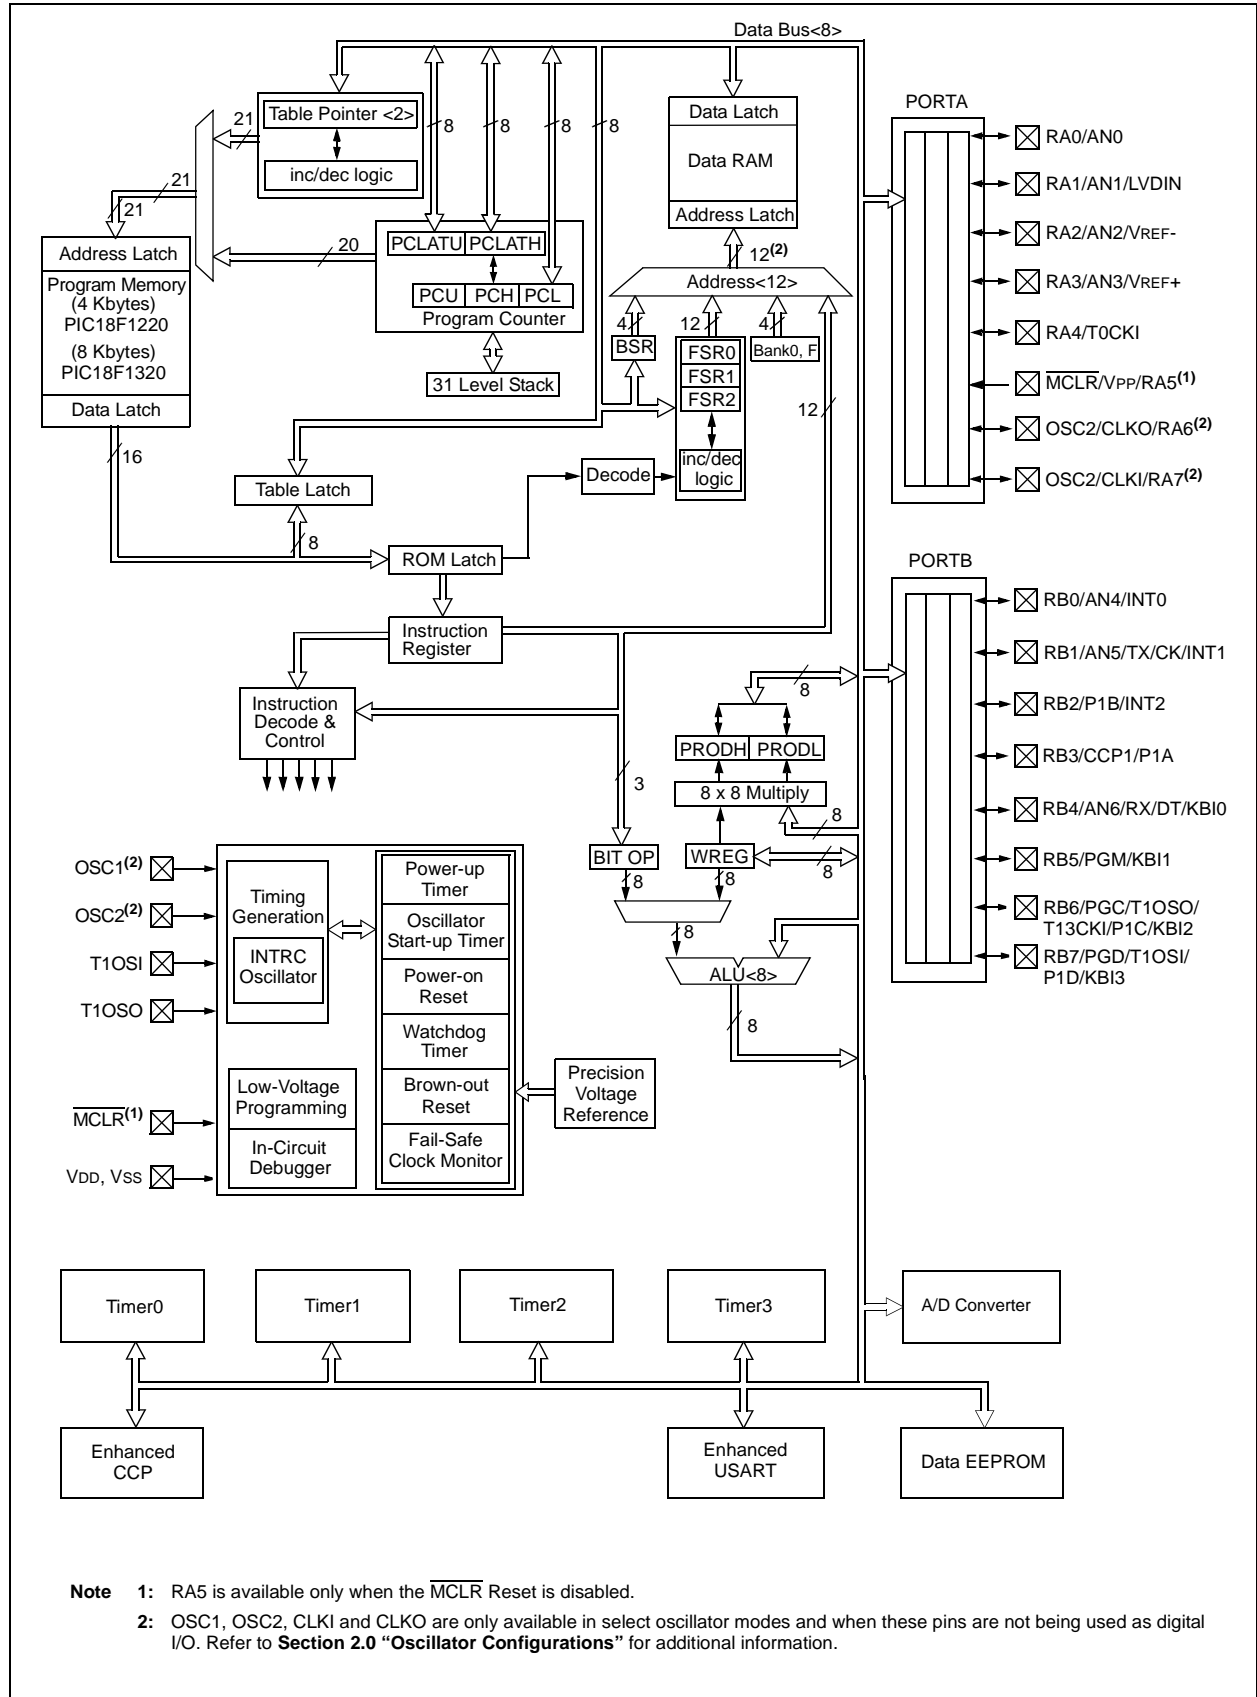 Data Bus<8>
Table Pointer <2>
inc/dec logic
21
21
21
20
8
8
8
8
Address Latch
Program Memory
(4 Kbytes)
PIC18F1220
(8 Kbytes)
PIC18F1320
Data Latch
16
PCLATU
PCLATH
PCU
PCH
PCL
Program Counter
31 Level Stack
Data Latch
Data RAM
Address Latch
12(2)
Address<12>
4
12
4
BSR
FSR0
FSR1
FSR2
Bank0, F
inc/dec
logic
12
Decode
Table Latch
8
ROM Latch
Instruction
Register
Instruction
Decode &
Control
8
PRODH
PRODL
8 x 8 Multiply
3
8
BIT OP
WREG
8
8
8
8
ALU<8>
8
PORTA
RA0/AN0
RA1/AN1/LVDIN
RA2/AN2/VREF-
RA3/AN3/VREF+
RA4/T0CKI
MCLR/VPP/RA5(1)
OSC2/CLKO/RA6(2)
OSC2/CLKI/RA7(2)
PORTB
RB0/AN4/INT0
RB1/AN5/TX/CK/INT1
RB2/P1B/INT2
RB3/CCP1/P1A
RB4/AN6/RX/DT/KBI0
RB5/PGM/KBI1
RB6/PGC/T1OSO/
T13CKI/P1C/KBI2
RB7/PGD/T1OSI/
P1D/KBI3
OSC1(2)
OSC2(2)
T1OSI
T1OSO
MCLR(1)
VDD, VSS
Timing
Generation
INTRC
Oscillator
Low-Voltage
Programming
In-Circuit
Debugger
Power-up
Timer
Oscillator
Start-up Timer
Power-on
Reset
Watchdog
Timer
Brown-out
Reset
Fail-Safe
Clock Monitor
Precision
Voltage
Reference
Timer0
Timer1
Timer2
Timer3
A/D Converter
Enhanced
CCP
Enhanced
USART
Data EEPROM
Note 1: RA5 is available only when the MCLR Reset is disabled.
2: OSC1, OSC2, CLKI and CLKO are only available in select oscillator modes and when these pins are not being used as digital
I/O. Refer to Section 2.0 “Oscillator Configurations” for additional information.